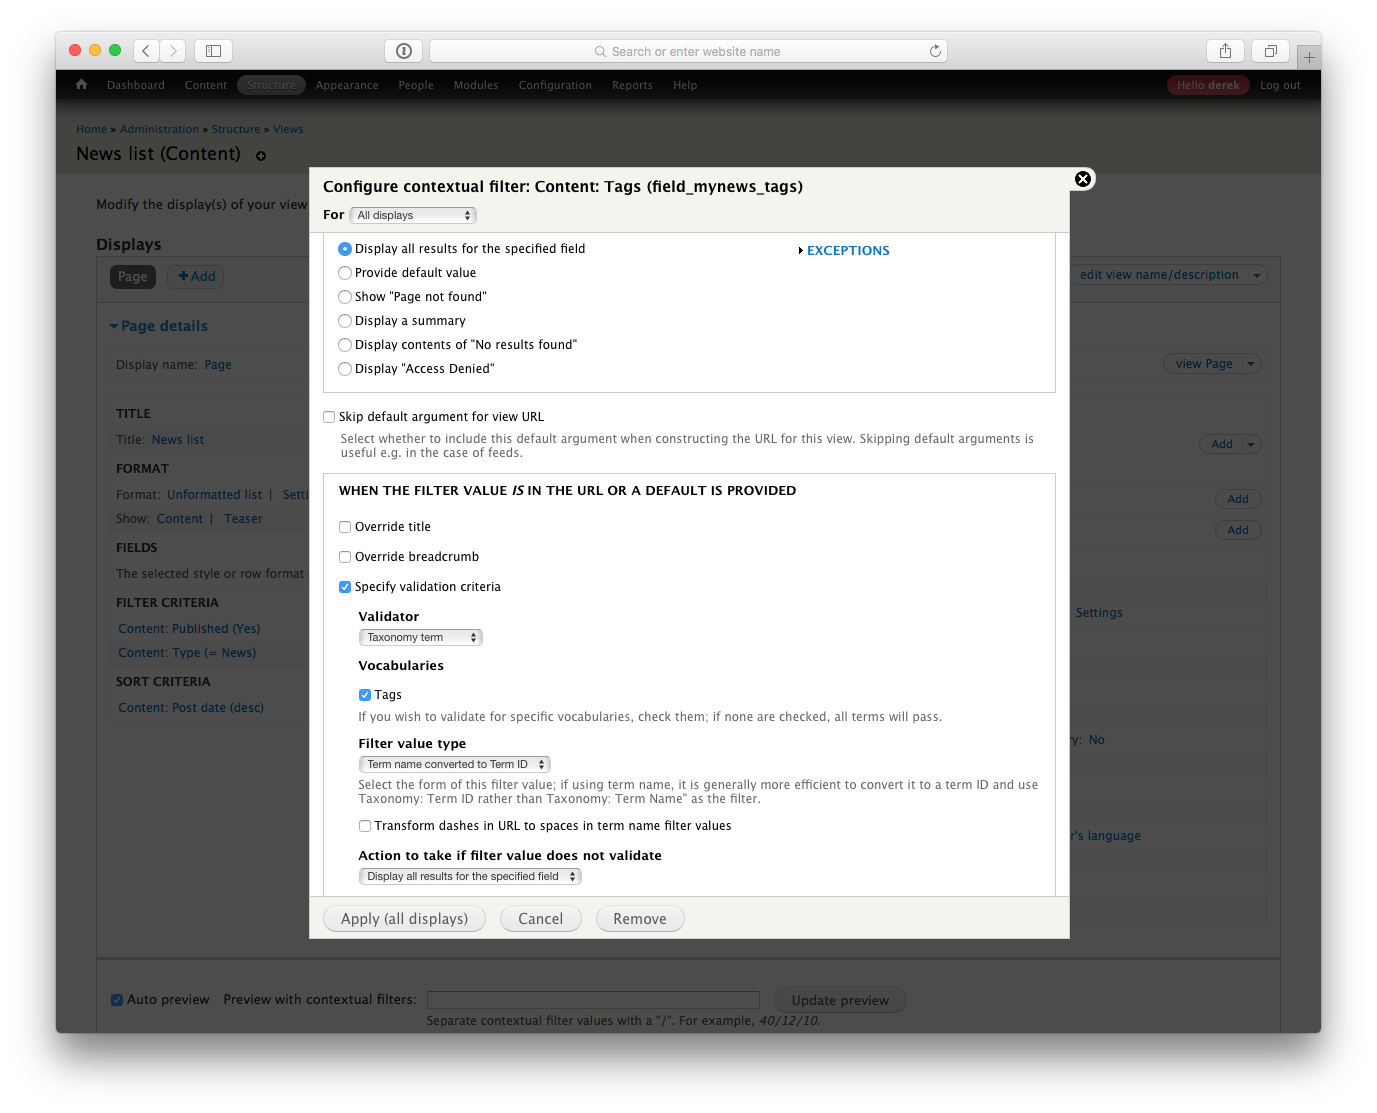 Search or enter website name
Dashboard Content Structure Appearance People Modules Configuration Reports Help Hello derek Log out
Home » Administration » Structure » Views
News list (Content)
Modify the display(s) of your view
Displays
Page Add edit view name/description
Page details
Display name: Page view Page
TITLE
Title: News list Add
FORMAT
Format: Unformatted list | Setti Add
Show: Content | Teaser
Add
FIELDS
The selected style or row format
FILTER CRITERIA
Settings
Content: Published (Yes)
Content: Type (= News)
SORT CRITERIA
Content: Post date (desc)
y: No
r's language
Configure contextual filter: Content: Tags (field_mynews_tags)
For All displays
Display all results for the specified field EXCEPTIONS
Provide default value
Show "Page not found"
Display a summary
Display contents of "No results found"
Display "Access Denied"
Skip default argument for view URL
Select whether to include this default argument when constructing the URL for this view. Skipping default arguments is
useful e.g. in the case of feeds.
WHEN THE FILTER VALUE IS IN THE URL OR A DEFAULT IS PROVIDED
Override title
Override breadcrumb
Specify validation criteria
Validator
Taxonomy term
Vocabularies
Tags
If you wish to validate for specific vocabularies, check them; if none are checked, all terms will pass.
Filter value type
Term name converted to Term ID
Select the form of this filter value; if using term name, it is generally more efficient to convert it to a term ID and use
Taxonomy: Term ID rather than Taxonomy: Term Name" as the filter.
Transform dashes in URL to spaces in term name filter values
Action to take if filter value does not validate
Display all results for the specified field
Apply (all displays) Cancel Remove
Auto preview Preview with contextual filters: Update preview
Separate contextual filter values with a "/". For example, 40/12/10.